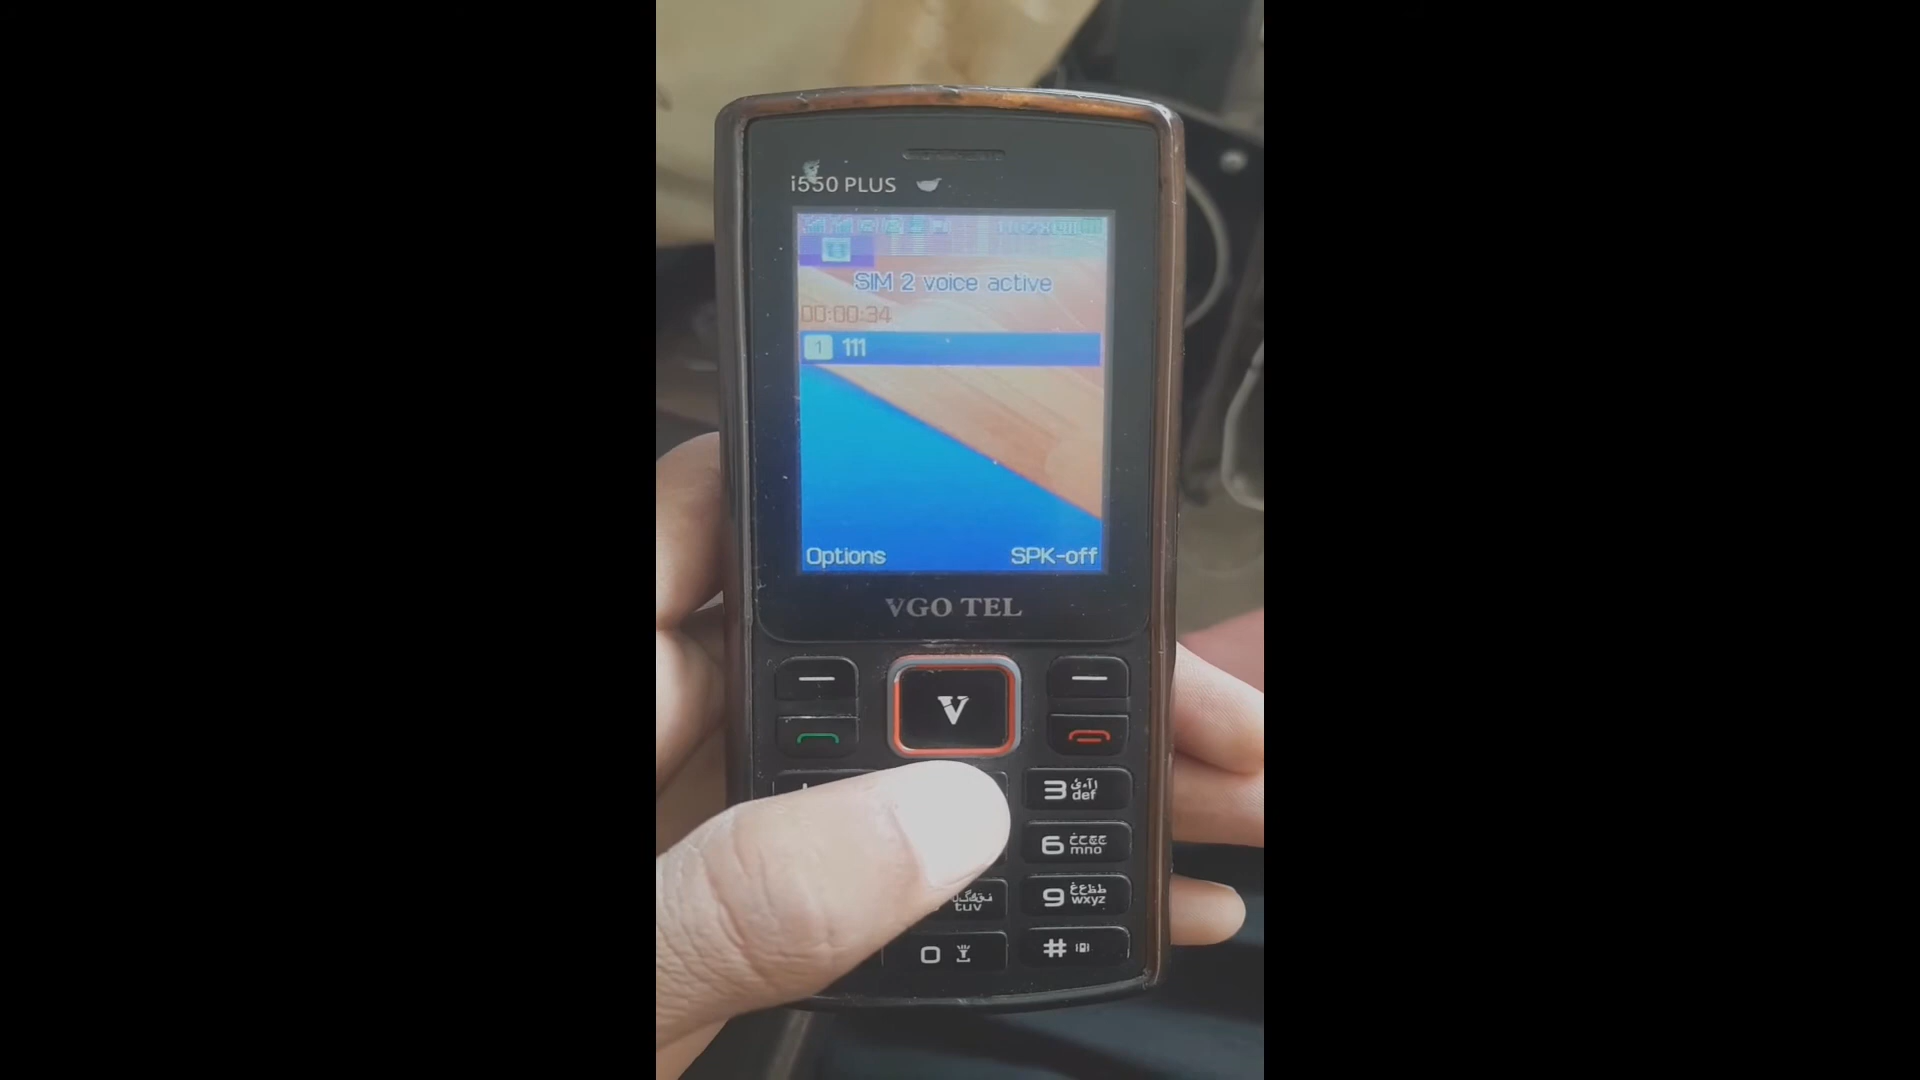 i550 PLUS
SIM 2 voice active
00:00:34
1 111
Options SPK-off
VGO TEL
V
3 def
6 mno
tuv
9 wxyz
0
#